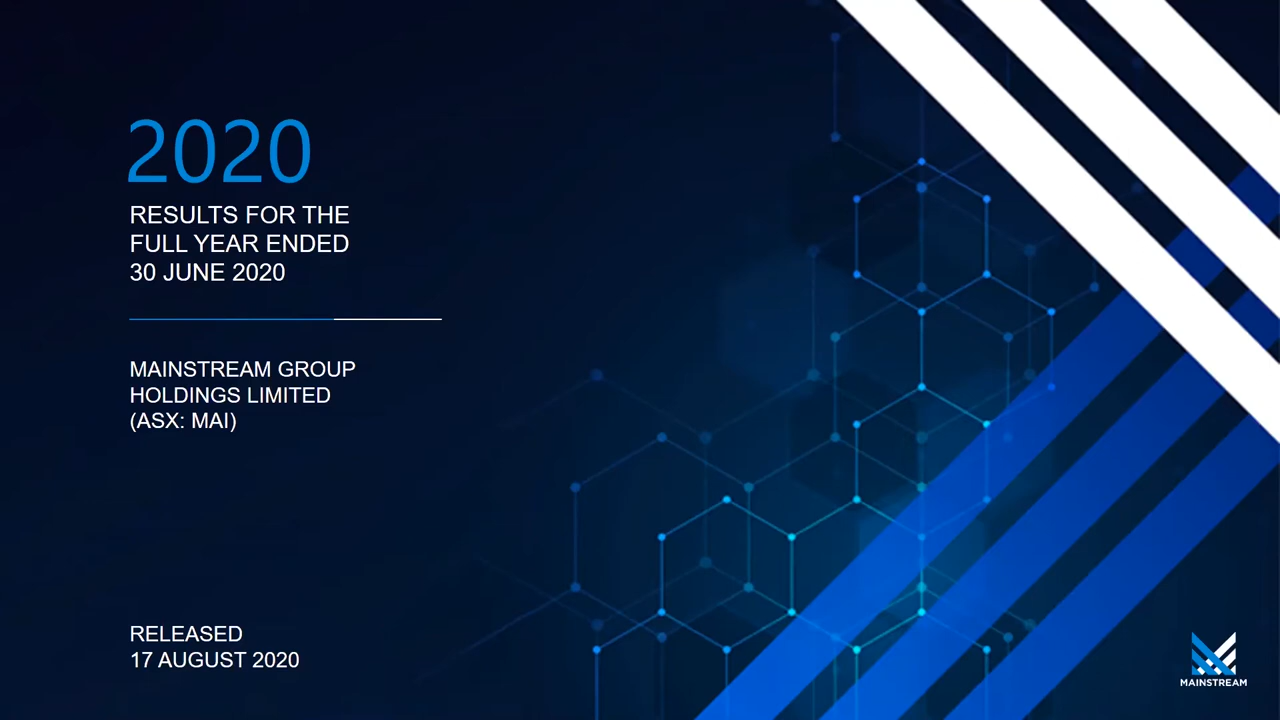 2020
RESULTS FOR THE
FULL YEAR ENDED
30 JUNE 2020
MAINSTREAM GROUP
HOLDINGS LIMITED
(ASX: MAI)
RELEASED
17 AUGUST 2020
MAINSTREAM